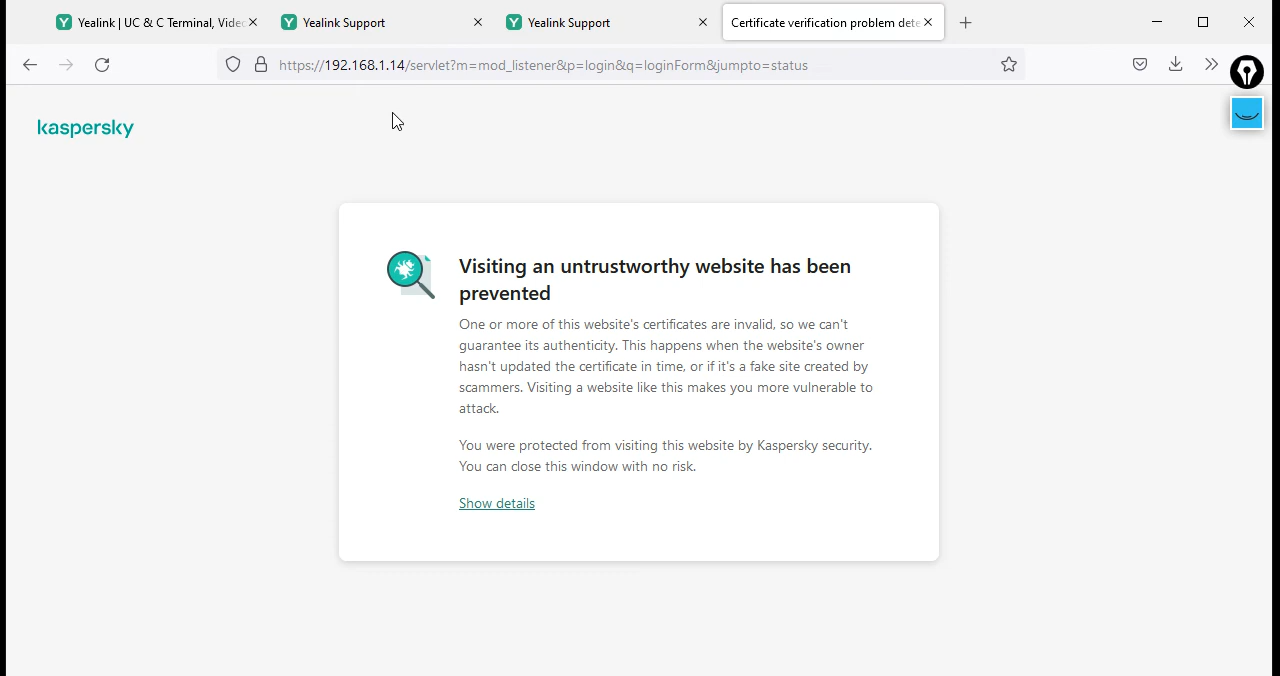 Yealink | UC & C Terminal, Videc
Yealink Support
Yealink Support
Certificate verification problem dete
https://192.168.1.14/servlet?m=mod_listener&p=login&q=loginForm&jumpto=status
kaspersky
Visiting an untrustworthy website has been
prevented
One or more of this website's certificates are invalid, so we can't
guarantee its authenticity. This happens when the website's owner
hasn't updated the certificate in time, or if it's a fake site created by
scammers. Visiting a website like this makes you more vulnerable to
attack.
You were protected from visiting this website by Kaspersky security.
You can close this window with no risk.
Show details